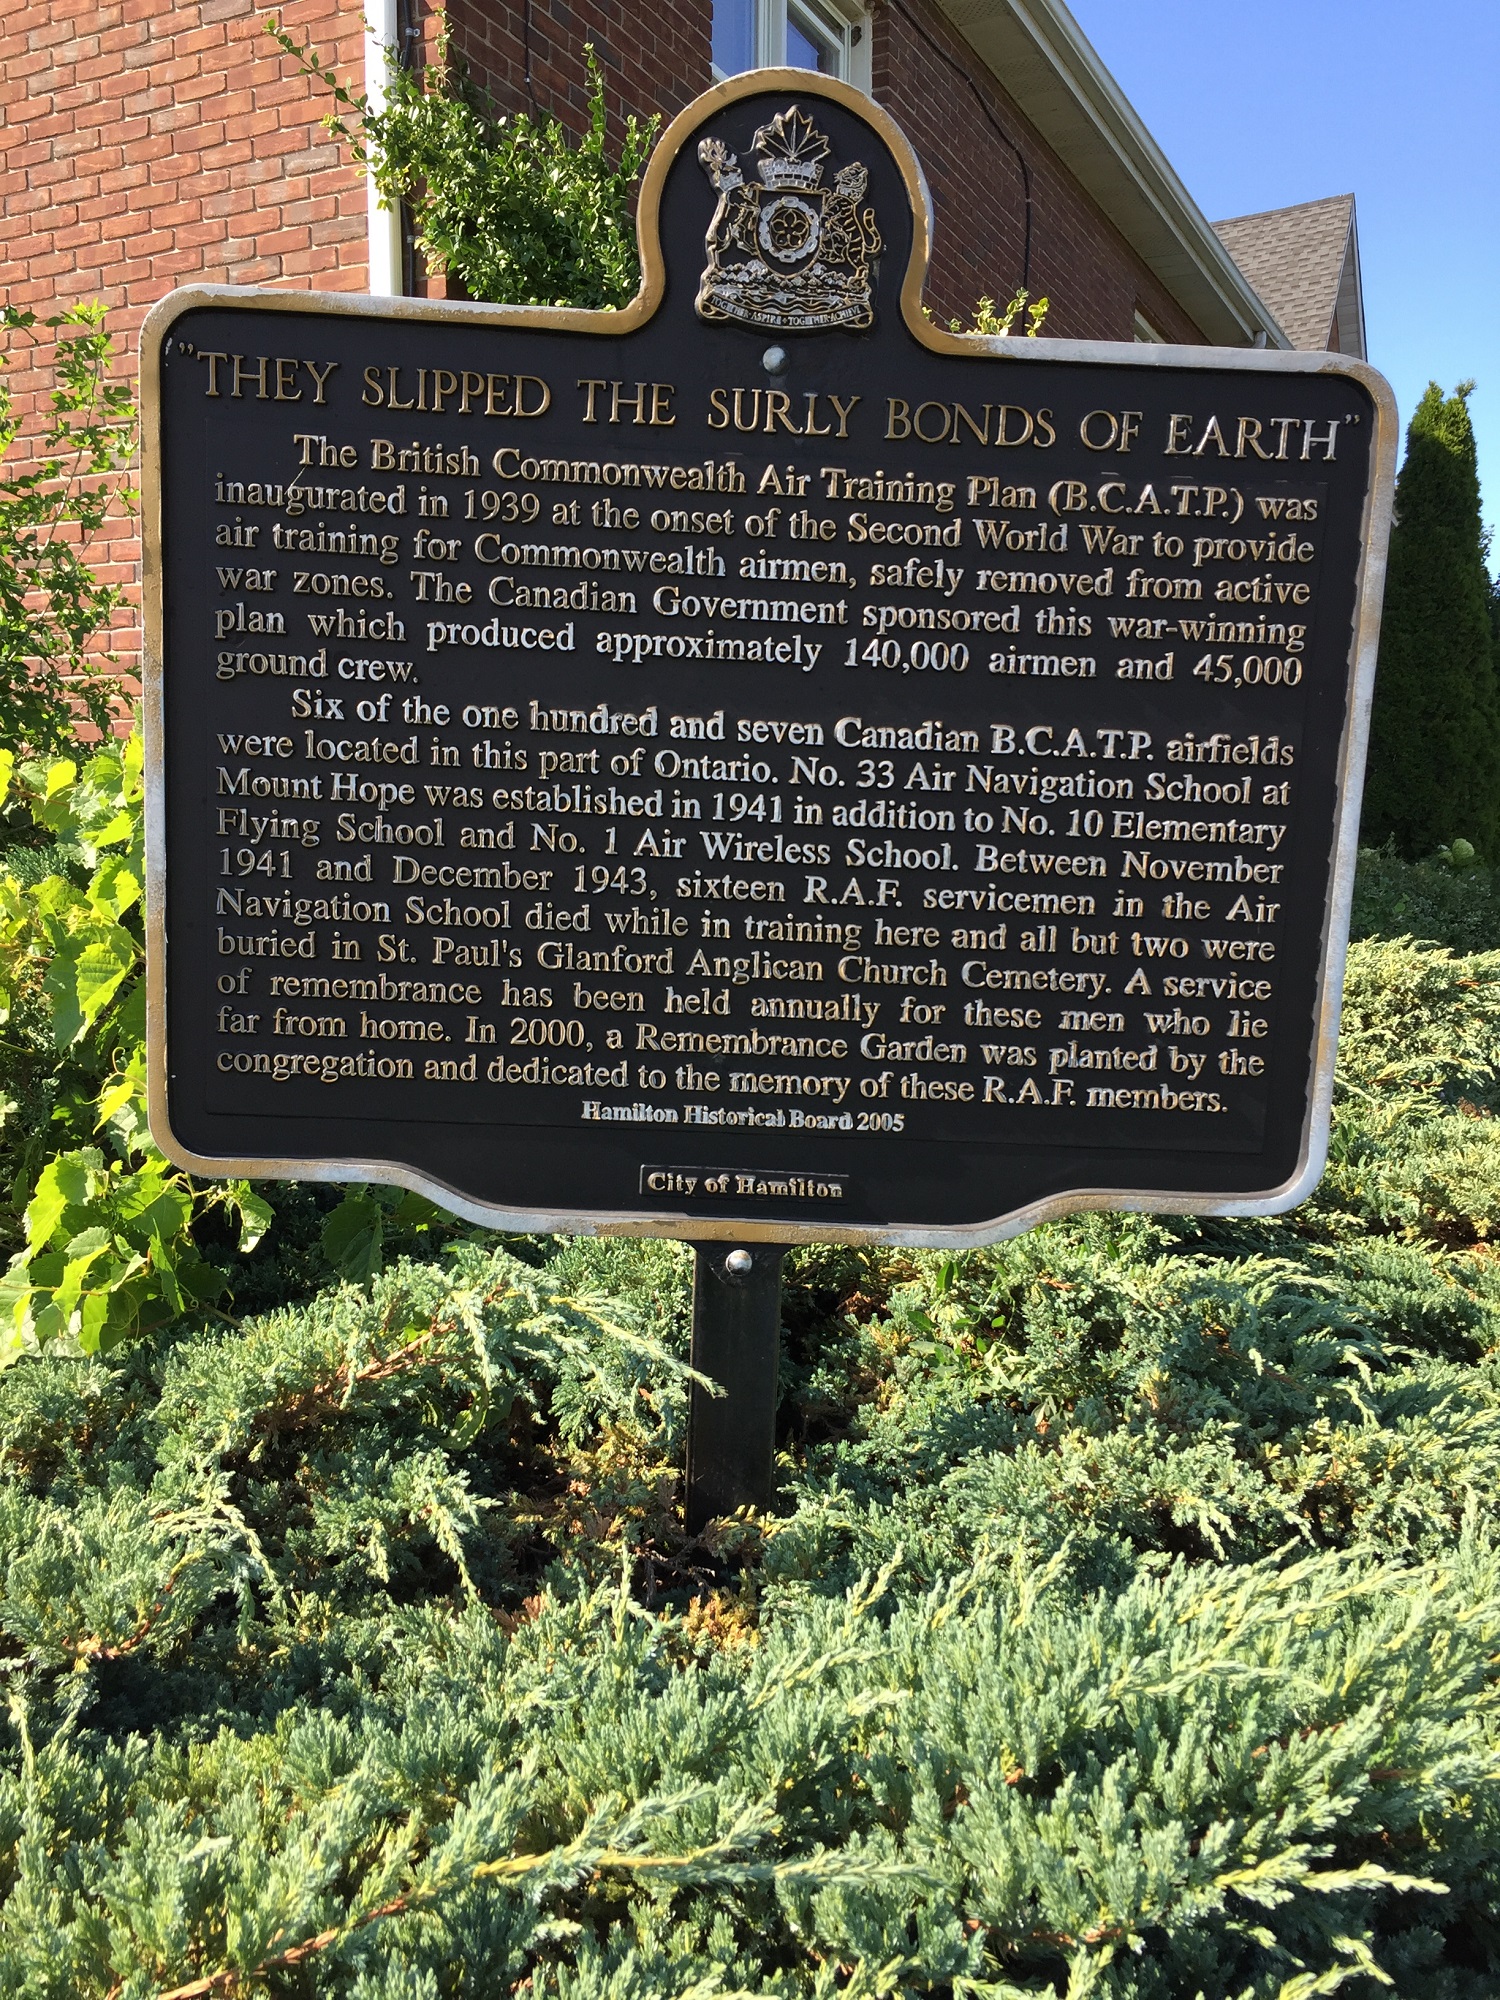 TOGETHER · ASPIRE + TOGETHER · ACHIEVE
"THEY SLIPPED THE SURLY BONDS OF EARTH"
The British Commonwealth Air Training Plan (B.C.A.T.P.) was
inaugurated in 1939 at the onset of the Second World War to provide
air training for Commonwealth airmen, safely removed from active
war zones. The Canadian Government sponsored this war-winning
plan which produced approximately 140,000 airmen and 45,000
ground crew.
Six of the one hundred and seven Canadian B.C.A.T.P. airfields
were located in this part of Ontario. No. 33 Air Navigation School at
Mount Hope was established in 1941 in addition to No. 10 Elementary
Flying School and No. 1 Air Wireless School. Between November
1941 and December 1943, sixteen R.A.F. servicemen in the Air
Navigation School died while in training here and all but two were
buried in St. Paul's Glanford Anglican Church Cemetery. A service
of remembrance has been held annually for these men who lie
far from home. In 2000, a Remembrance Garden was planted by the
congregation and dedicated to the memory of these R.A.F. members.
Hamilton Historical Board 2005
City of Hamilton